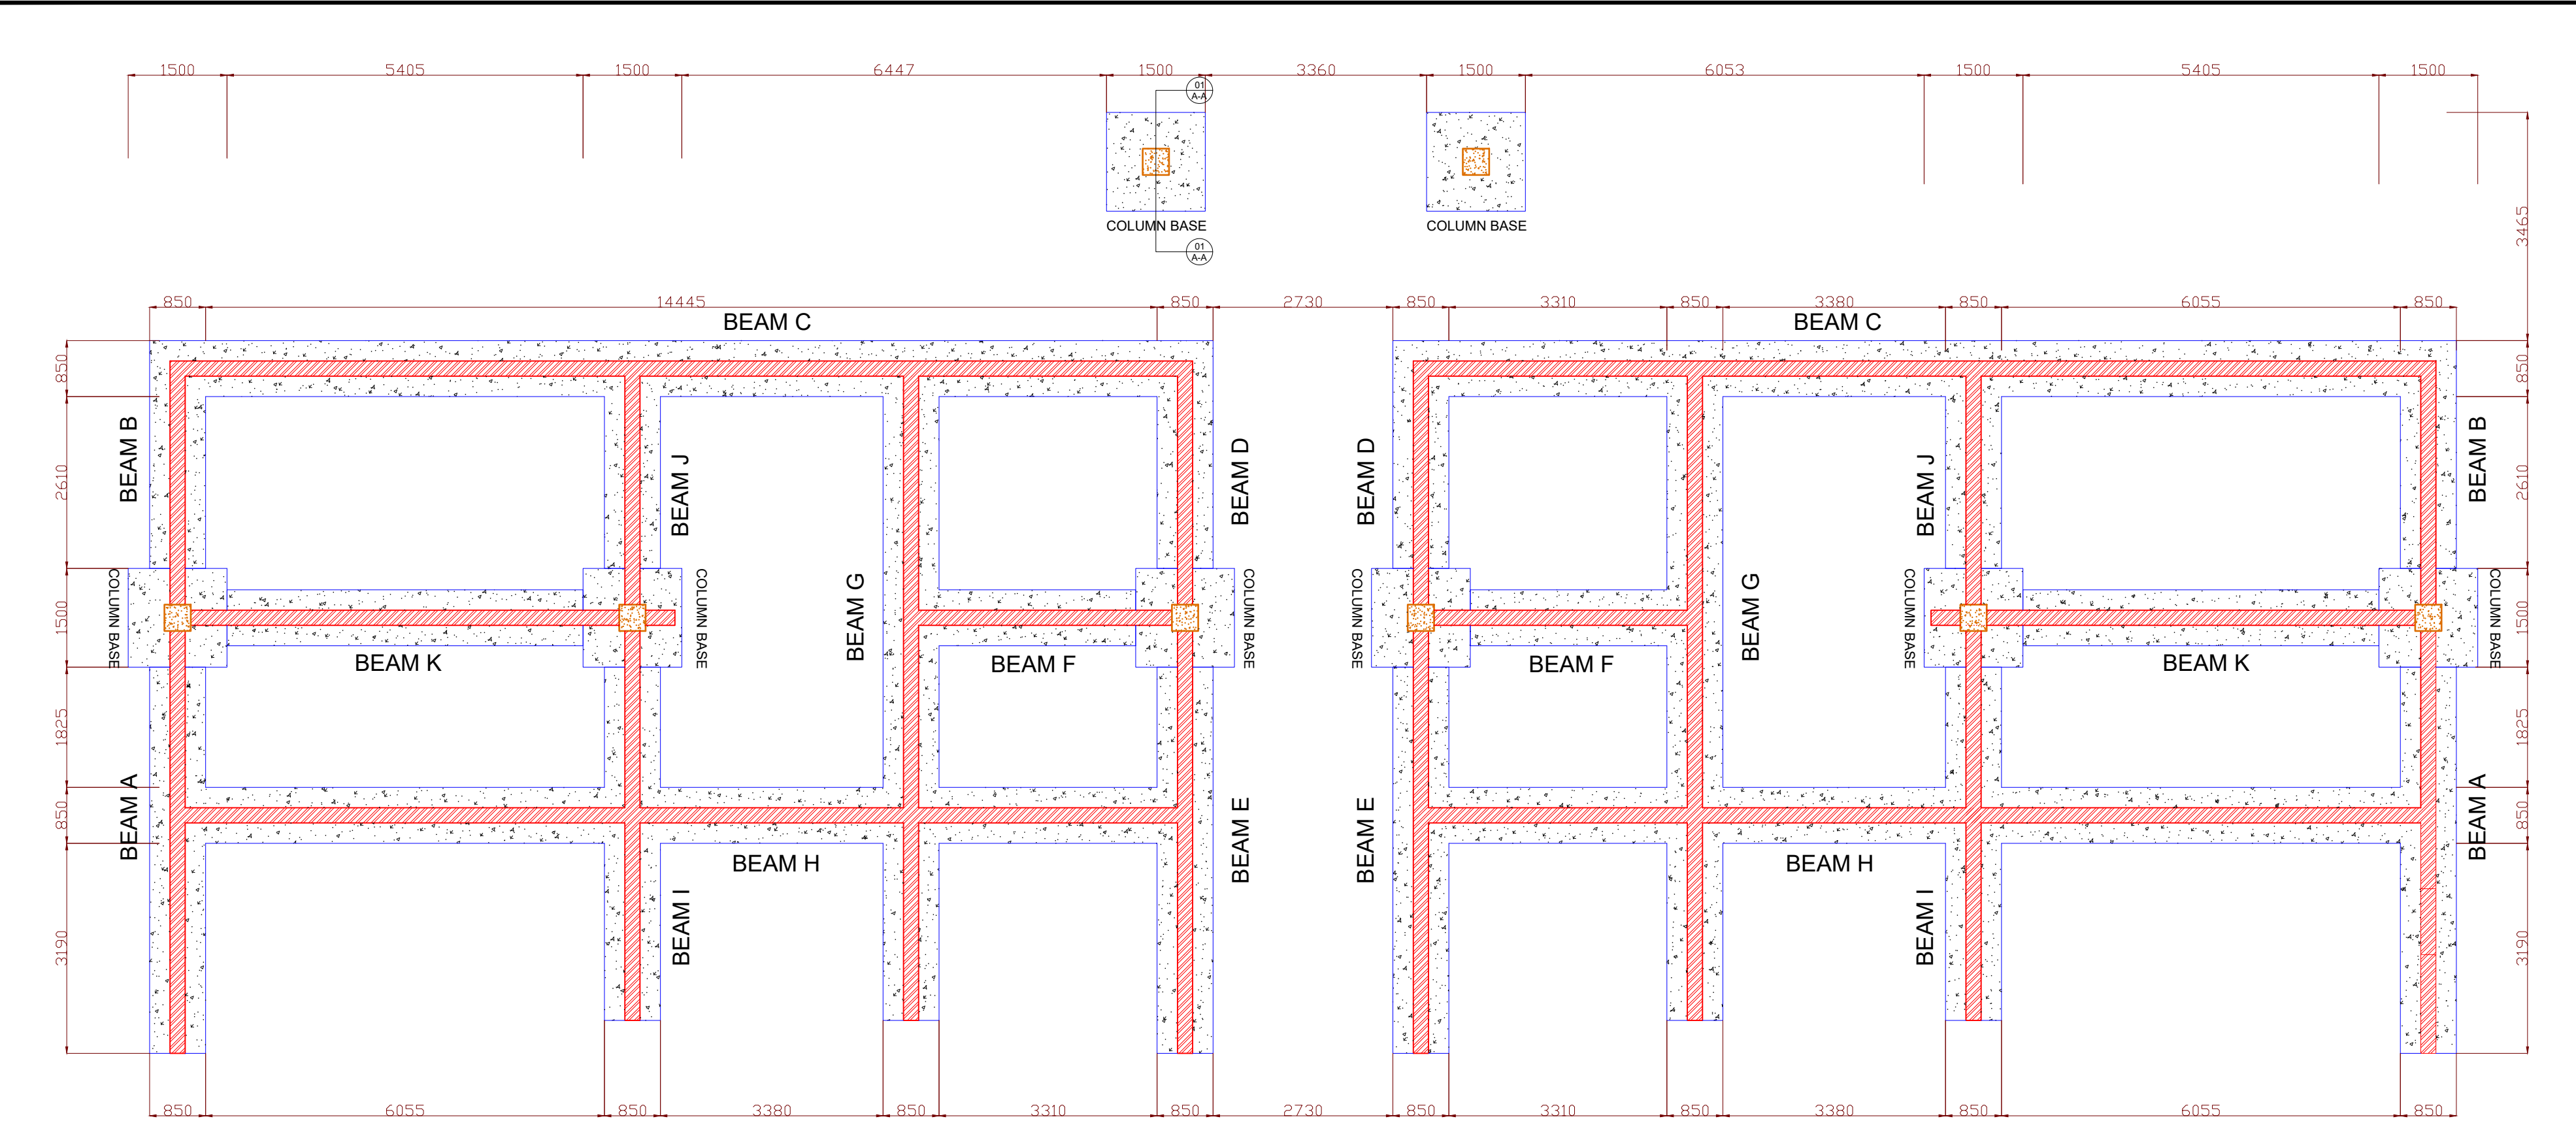 1500 5405 1500 6447 1500 3360 1500 6053 1500 5405 1500
01
A-A
COLUMN BASE COLUMN BASE
01
A-A
3465
850 14445 850 2730 850 3310 850 3380 850 6055 850
BEAM C BEAM C
850 850
BEAM B BEAM J BEAM D BEAM D BEAM J BEAM B
2610 2610
COLUMN BASE COLUMN BASE COLUMN BASE COLUMN BASE COLUMN BASE COLUMN BASE
1500 BEAM G BEAM G 1500
BEAM K BEAM F BEAM F BEAM K
1825 1825
BEAM A BEAM E BEAM E BEAM A
850 850
BEAM H BEAM H
BEAM I BEAM I
3190 3190
850 6055 850 3380 850 3310 850 2730 850 3310 850 3380 850 6055 850